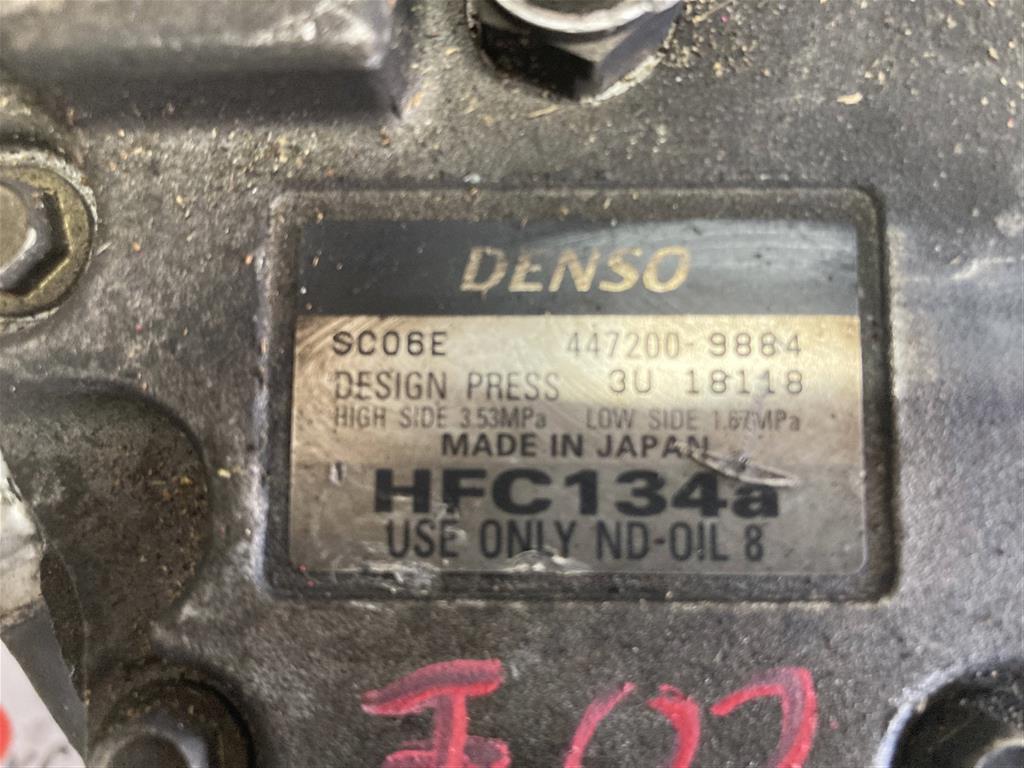 DENSO
SC06E 447200-9884
DESIGN PRESS 3U 18118
HIGH SIDE 3.53MPa LOW SIDE 1.67MPa
MADE IN JAPAN
HFC134a
USE ONLY ND-OIL 8